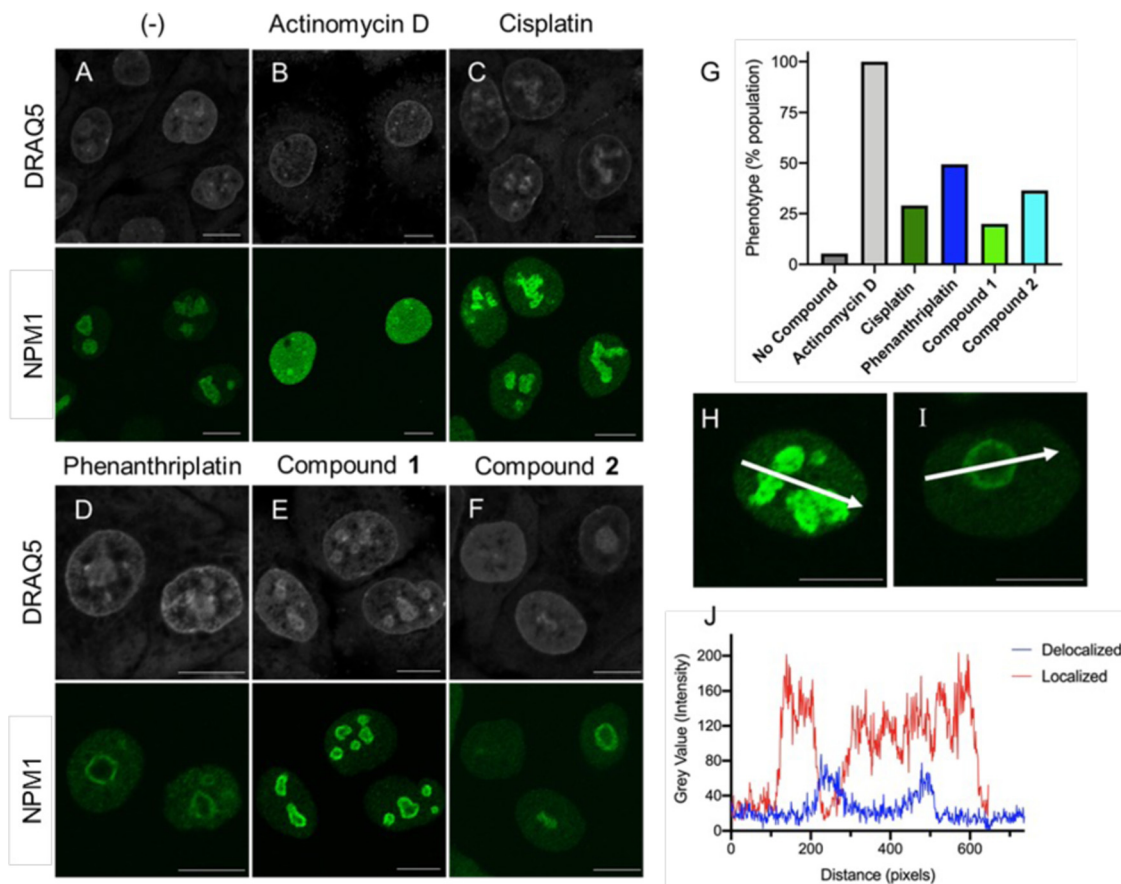 (-) Actinomycin D Cisplatin
DRAQ5
A
B
C
NPM1
Phenanthriplatin Compound 1 Compound 2
DRAQ5
D
E
F
NPM1
G
Phenotype (% population)
100
75
50
25
0
No Compound
Actinomycin D
Cisplatin
Phenanthriplatin
Compound 1
Compound 2
H
I
J
Grey Value (Intensity)
200
160
120
80
40
0
0 200 400 600
Distance (pixels)
Delocalized
Localized